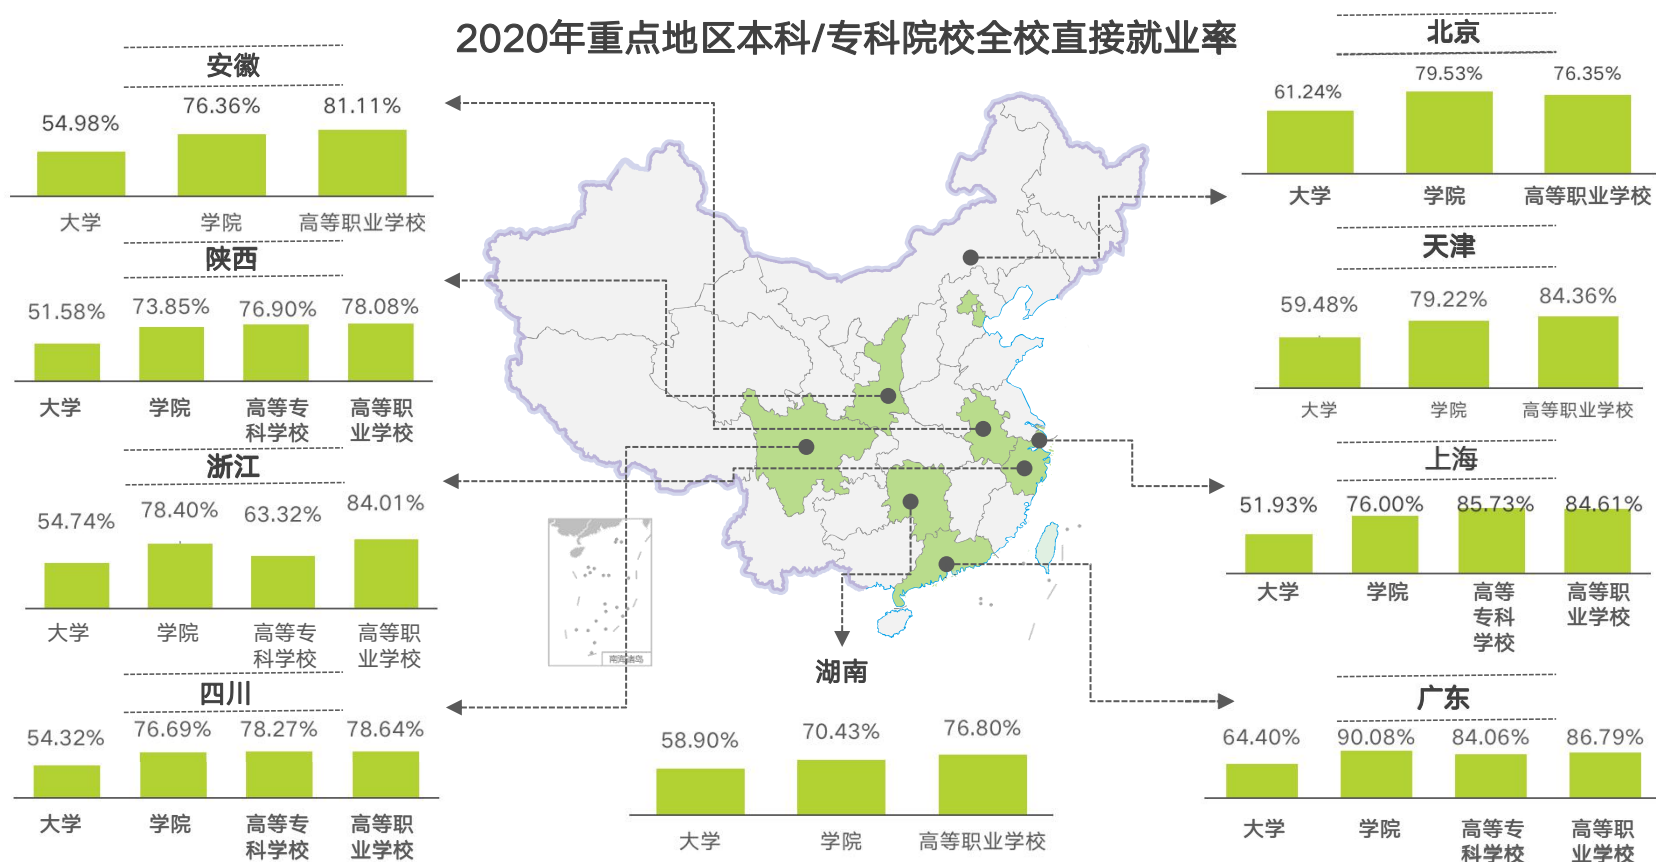 2020年重点地区本科/专科院校全校直接就业率
安徽
54.98% 76.36% 81.11%
大学 学院 高等职业学校
陕西
51.58% 73.85% 76.90% 78.08%
大学 学院 高等专 高等职
科学校 业学校
浙江
54.74% 78.40% 63.32% 84.01%
大学 学院 高等专 高等职
科学校 业学校
四川
54.32% 76.69% 78.27% 78.64%
大学 学院 高等专 高等职
科学校 业学校
南海诸岛
湖南
58.90% 70.43% 76.80%
大学 学院 高等职业学校
北京
61.24% 79.53% 76.35%
大学 学院 高等职业学校
天津
59.48% 79.22% 84.36%
大学 学院 高等职业学校
上海
51.93% 76.00% 85.73% 84.61%
大学 学院 高等 高等职
专科 业学校
学校
广东
64.40% 90.08% 84.06% 86.79%
大学 学院 高等专 高等职
科学校 业学校